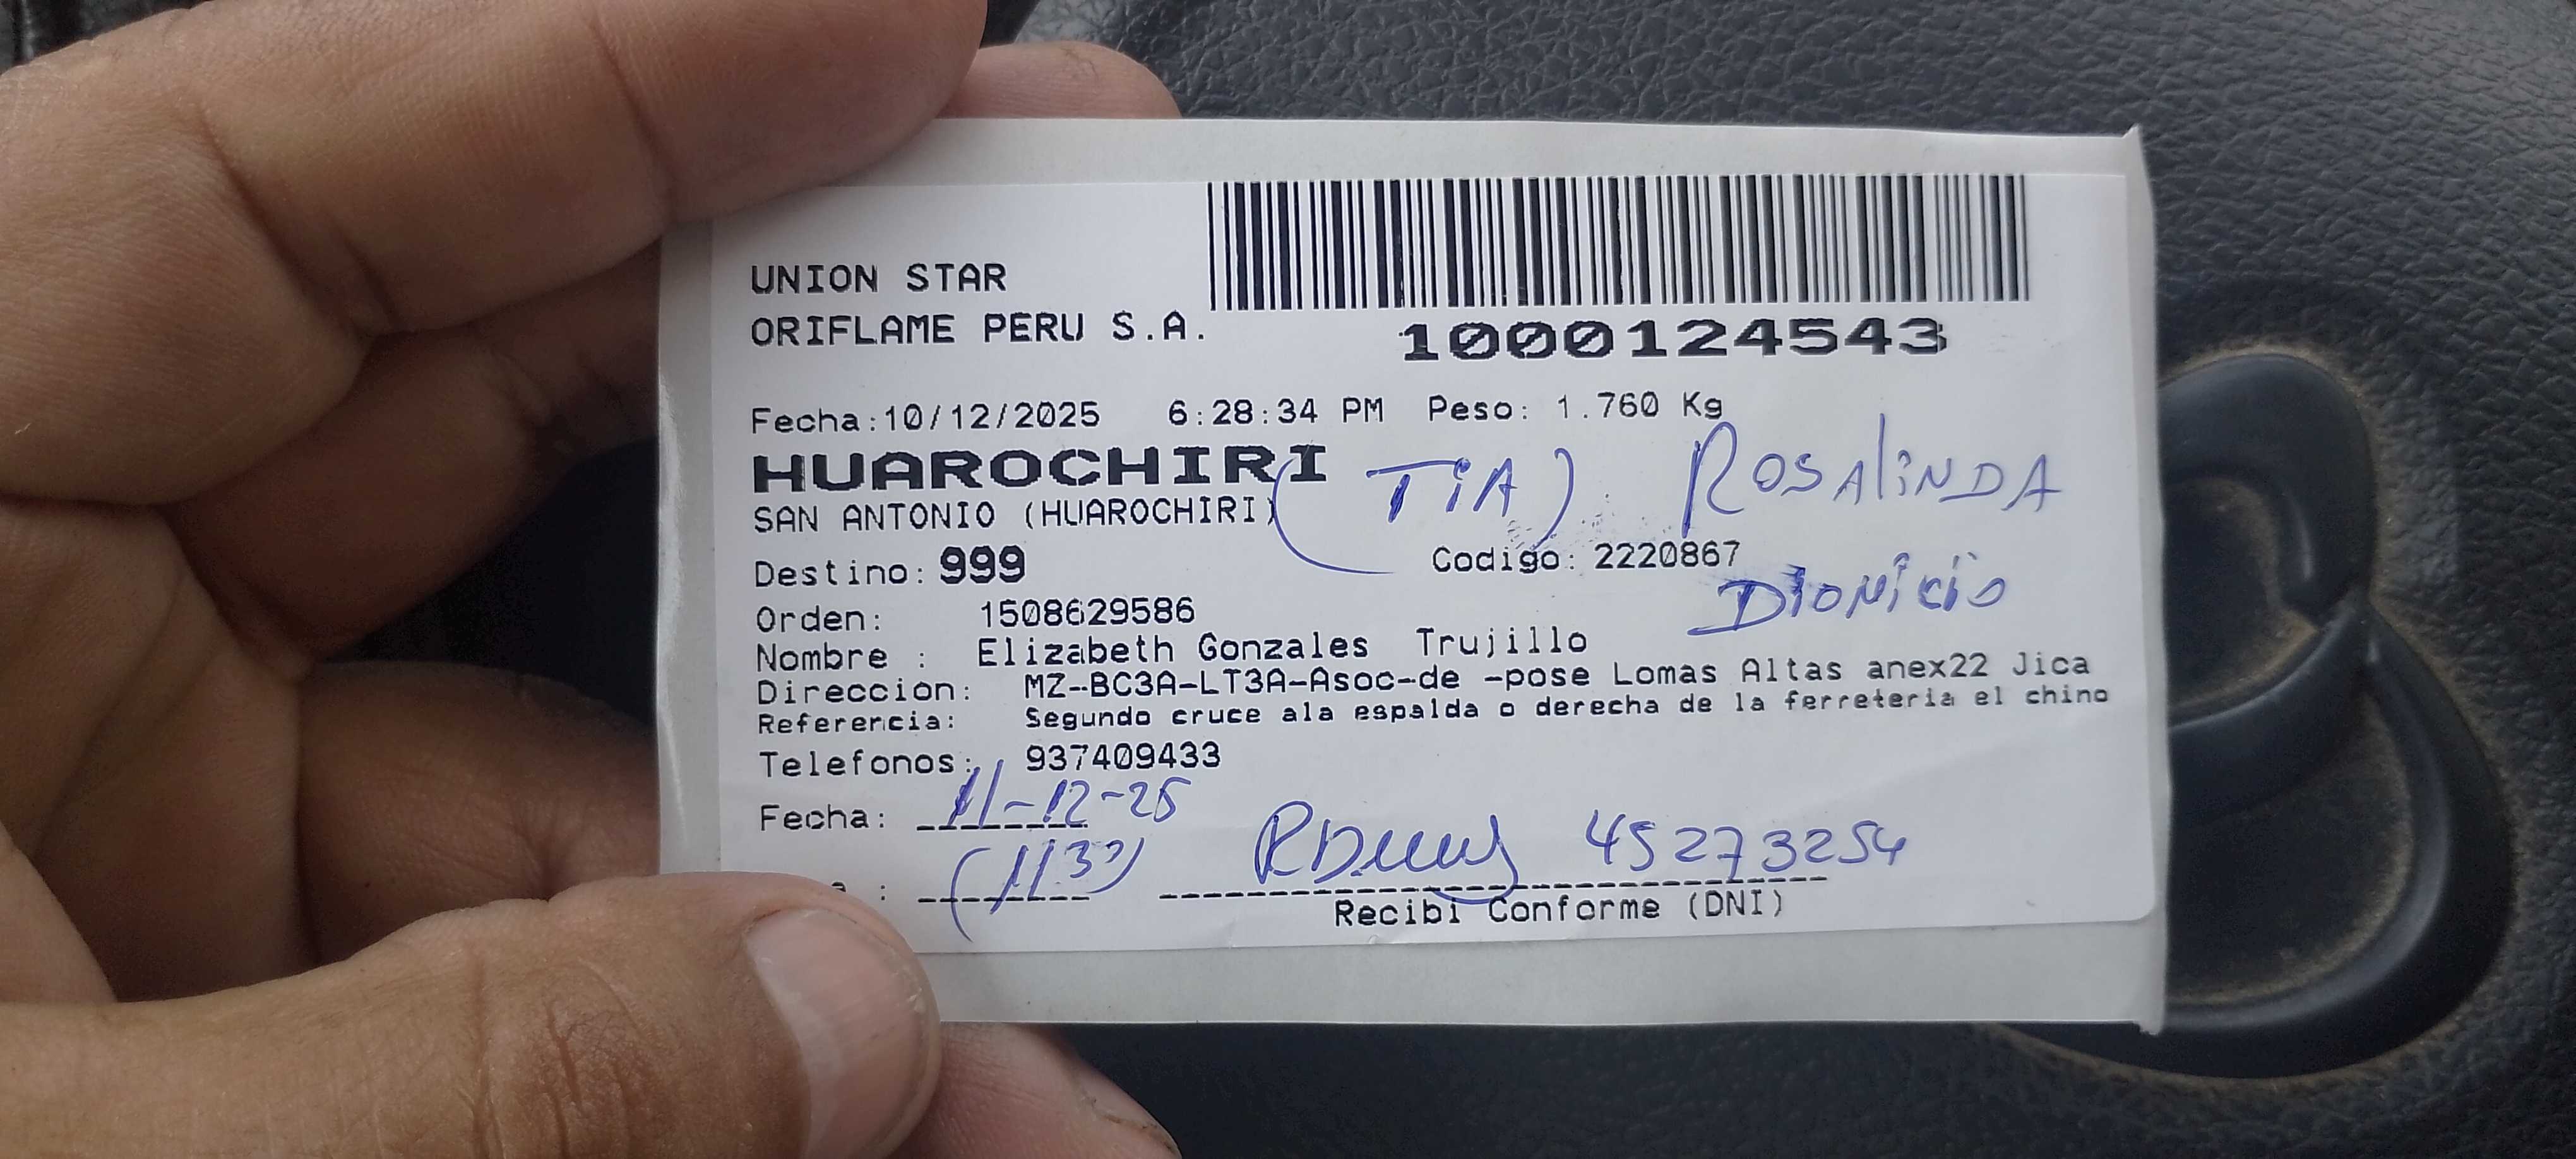 UNION STAR
ORIFLAME PERU S.A.
1000124543
Fecha:10/12/2025 6:28:34 PM Peso: 1.760 Kg
HUAROCHIRI (TIA) ROSALINDA
SAN ANTONIO (HUAROCHIRI)
Destino: 999 Codigo: 2220867
DIONICIO
Orden: 1508629586
Nombre : Elizabeth Gonzales Trujillo
Direccion: MZ--BC3A-LT3A-Asoc-de -pose Lomas Altas anex22 Jica
Referencia: Segundo cruce ala espalda o derecha de la ferreteria el chino
Telefonos: 937409433
Fecha: 11-12-25
a : (1133) 45273254
Recibi Conforme (DNI)